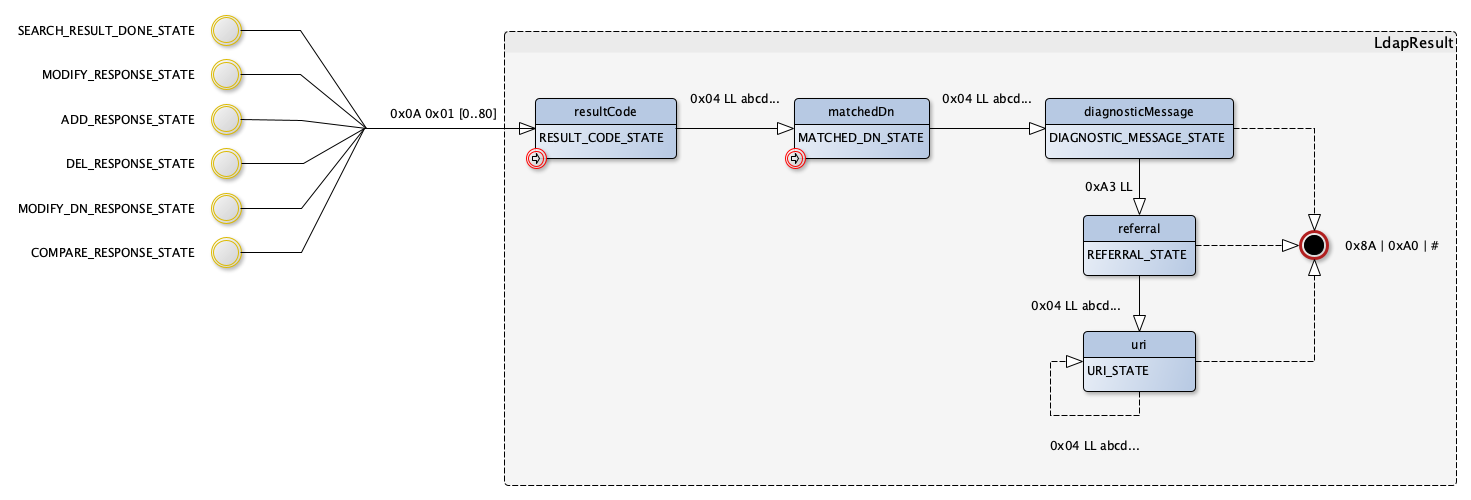 SEARCH_RESULT_DONE_STATE
MODIFY_RESPONSE_STATE
ADD_RESPONSE_STATE
DEL_RESPONSE_STATE
MODIFY_DN_RESPONSE_STATE
COMPARE_RESPONSE_STATE
0x0A 0x01 [0..80]
LdapResult
resultCode
RESULT_CODE_STATE
0x04 LL abcd...
matchedDn
MATCHED_DN_STATE
0x04 LL abcd...
diagnosticMessage
DIAGNOSTIC_MESSAGE_STATE
0xA3 LL
referral
REFERRAL_STATE
0x8A | 0xA0 | #
0x04 LL abcd...
uri
URI_STATE
0x04 LL abcd...